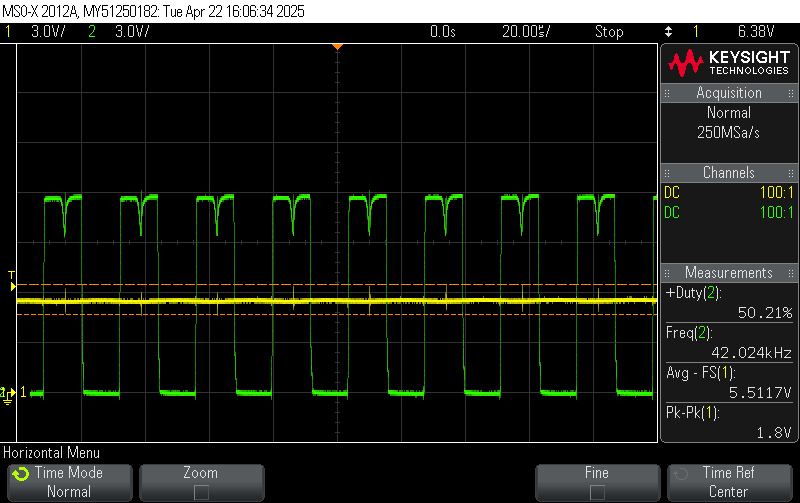 MSO-X 2012A, MY51250182: Tue Apr 22 16:06:34 2025
1 3.0V/ 2 3.0V/ 0.0s 20.00us/ Stop 1 6.38V
KEYSIGHT
TECHNOLOGIES
Acquisition
Normal
250MSa/s
Channels
DC 100:1
DC 100:1
Measurements
+Duty(2):
50.21%
Freq(2):
42.024kHz
Avg - FS(1):
5.5117V
Pk-Pk(1):
1.8V
T
2
1
Horizontal Menu
Time Mode
Normal
Zoom
Fine
Time Ref
Center